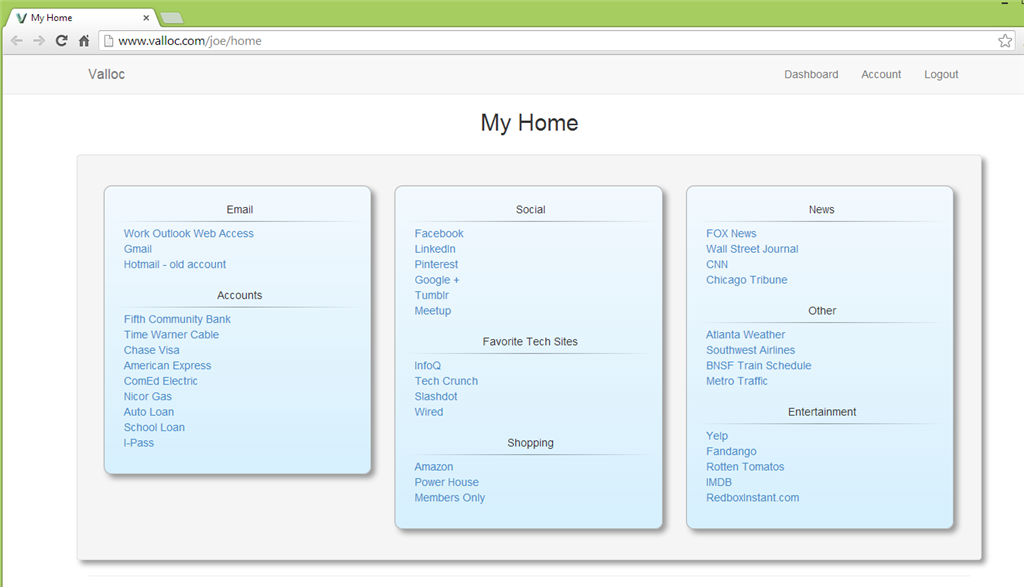 My Home
www.valloc.com/joe/home
Valloc
Dashboard Account Logout
My Home
Email
Work Outlook Web Access
Gmail
Hotmail - old account
Accounts
Fifth Community Bank
Time Warner Cable
Chase Visa
American Express
ComEd Electric
Nicor Gas
Auto Loan
School Loan
I-Pass
Social
Facebook
LinkedIn
Pinterest
Google +
Tumblr
Meetup
Favorite Tech Sites
InfoQ
Tech Crunch
Slashdot
Wired
Shopping
Amazon
Power House
Members Only
News
FOX News
Wall Street Journal
CNN
Chicago Tribune
Other
Atlanta Weather
Southwest Airlines
BNSF Train Schedule
Metro Traffic
Entertainment
Yelp
Fandango
Rotten Tomatos
IMDB
RedboxInstant.com